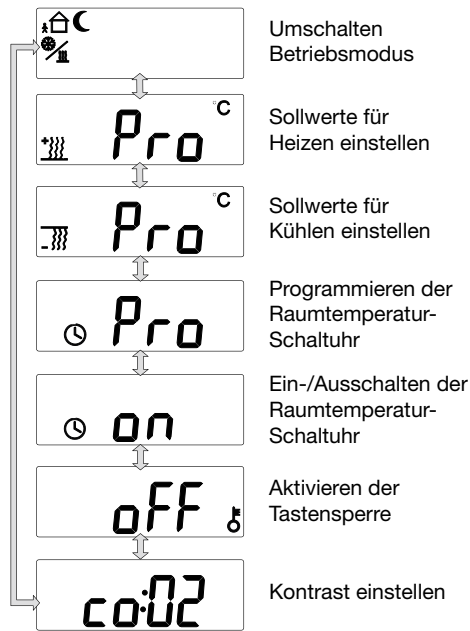 Umschalten
Betriebsmodus
°C
Pro
Sollwerte für
Heizen einstellen
°C
Pro
Sollwerte für
Kühlen einstellen
Pro
Programmieren der
Raumtemperatur-
Schaltuhr
on
Ein-/Ausschalten der
Raumtemperatur-
Schaltuhr
oFF
Aktivieren der
Tastensperre
co:02
Kontrast einstellen